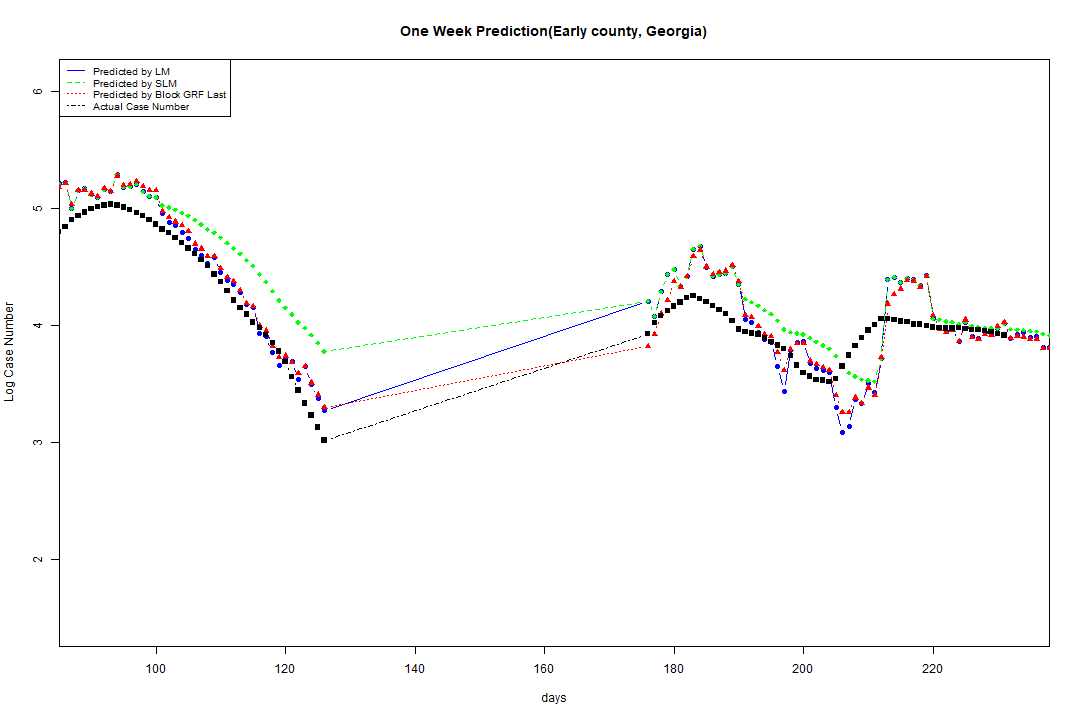 One Week Prediction(Early county, Georgia)
Predicted by LM
Predicted by SLM
Predicted by Block GRF Last
Actual Case Number
6
5
4
3
2
Log Case Number
100 120 140 160 180 200 220
days